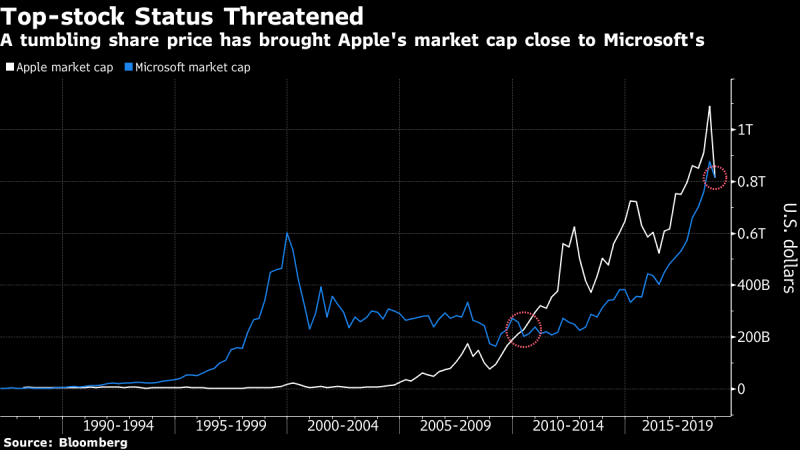 Top-stock Status Threatened
A tumbling share price has brought Apple's market cap close to Microsoft's
Apple market cap Microsoft market cap
1T
0.8T
0.6T
400B
200B
0
U.S. dollars
1990-1994 1995-1999 2000-2004 2005-2009 2010-2014 2015-2019
Source: Bloomberg